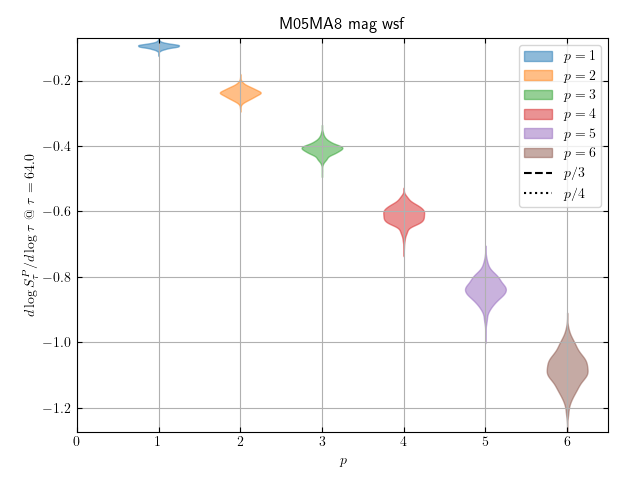 M05MA8 mag wsf
d log S_τ^P / d log τ @ τ = 64.0
−0.2
−0.4
−0.6
−0.8
−1.0
−1.2
0 1 2 3 4 5 6
p
p = 1
p = 2
p = 3
p = 4
p = 5
p = 6
p/3
p/4